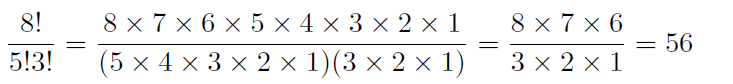 8!/5!3! = 8 × 7 × 6 × 5 × 4 × 3 × 2 × 1/(5 × 4 × 3 × 2 × 1)(3 × 2 × 1) = 8 × 7 × 6/3 × 2 × 1 = 56